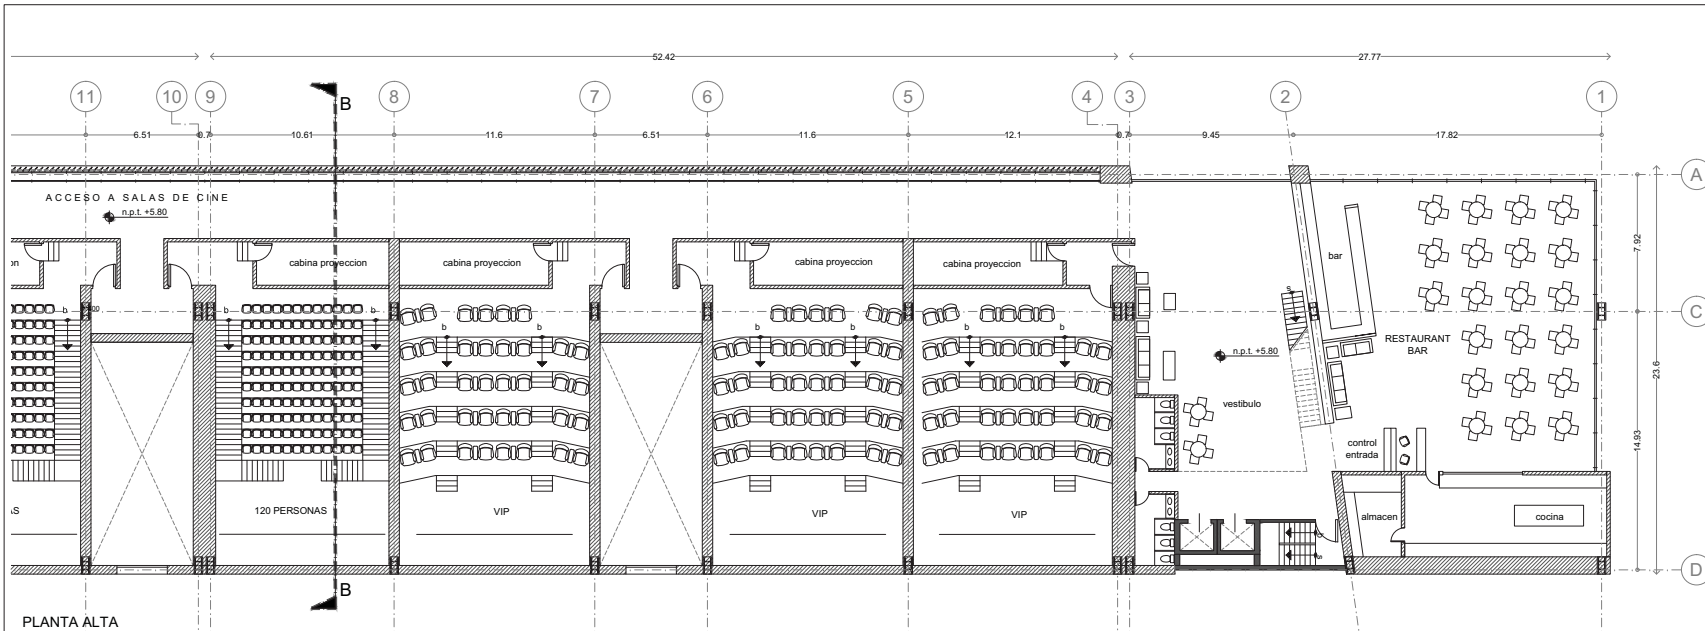 52.42
27.77
11
10
9
8
7
6
5
4
3
2
1
B
6.51
0.7
10.61
11.6
6.51
11.6
12.1
0.7
9.45
17.82
A
ACCESO A SALAS DE CINE
n.p.t. +5.80
7.92
cabina proyeccion
cabina proyeccion
cabina proyeccion
cabina proyeccion
bar
b
b
b
s
C
b
b
b
b
b
b
RESTAURANT
BAR
n.p.t. +5.80
23.6
vestibulo
control
entrada
14.93
120 PERSONAS
VIP
VIP
VIP
almacen
cocina
b
s
D
B
PLANTA ALTA